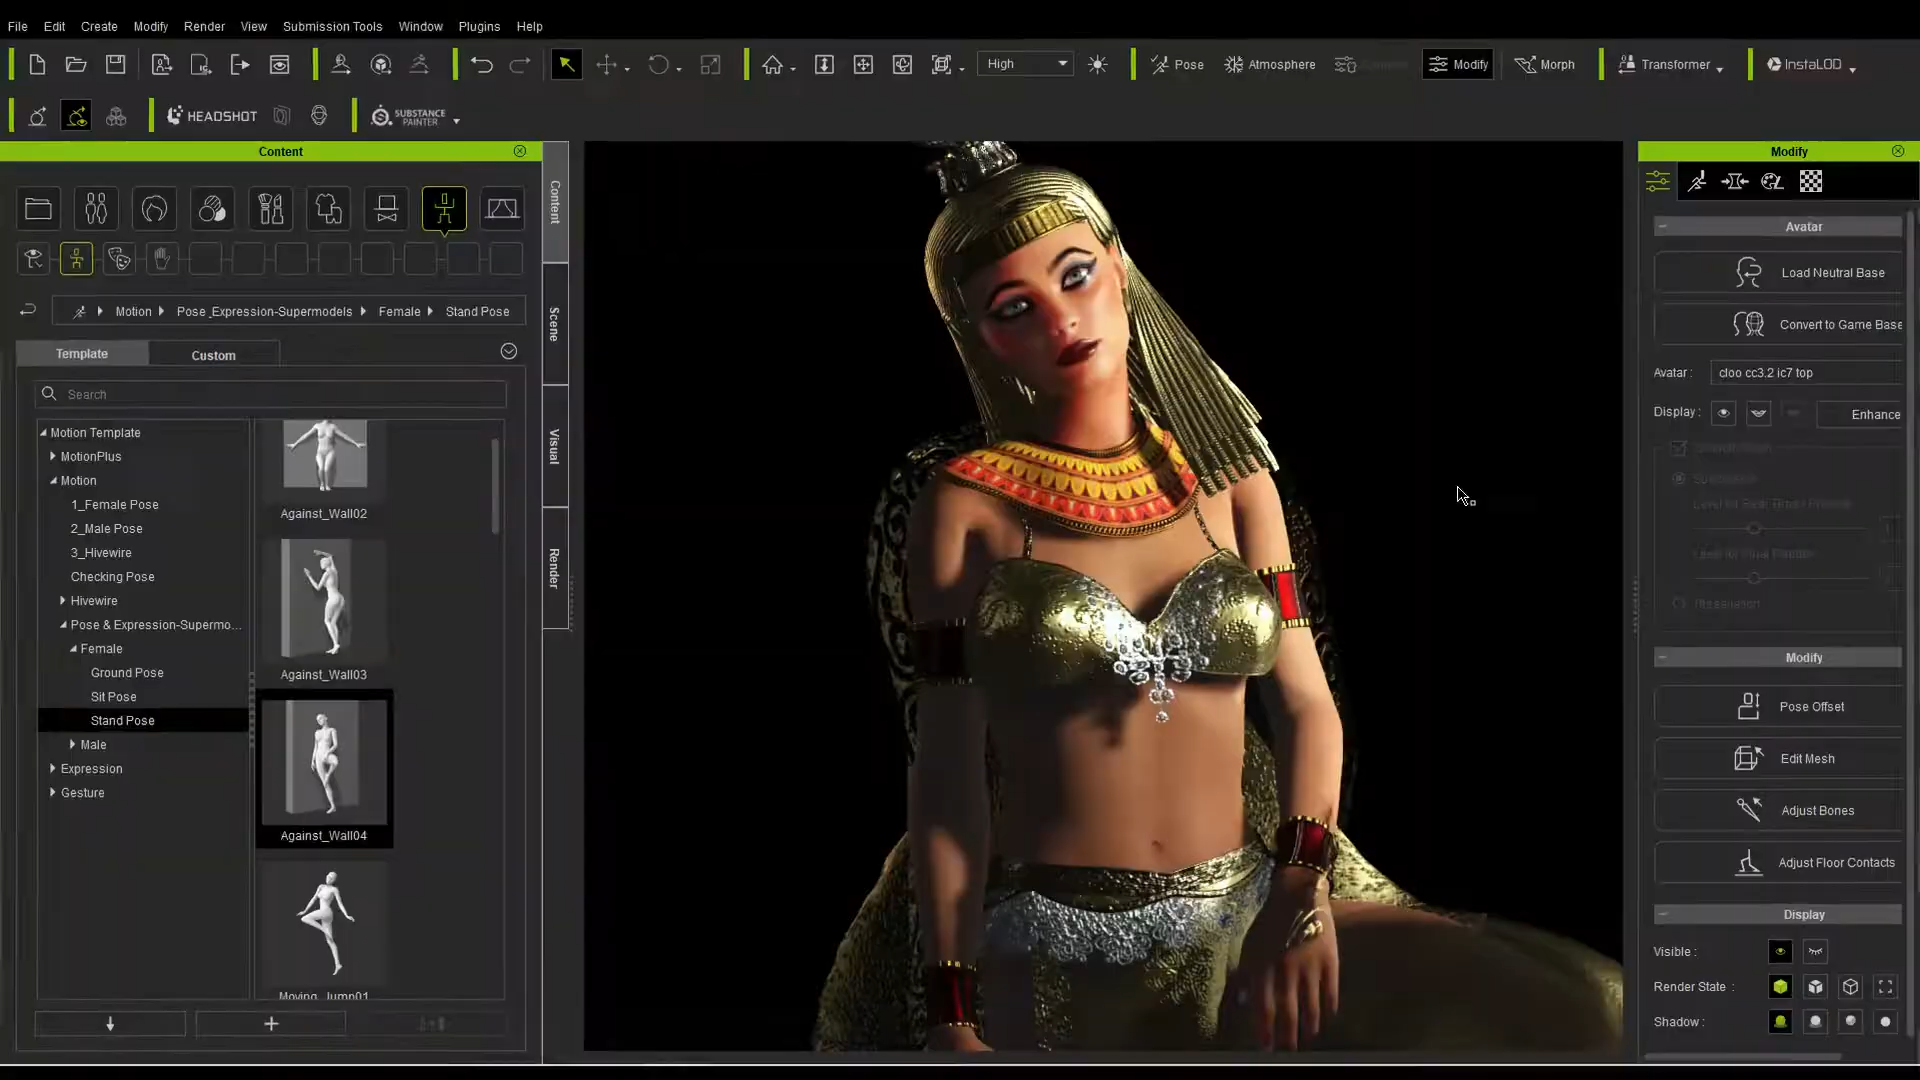 File Edit Create Modify Render View Submission Tools Window Plugins Help
High Pose Atmosphere Modify Morph Transformer InstaLOD
HEADSHOT SUBSTANCE PAINTER
Content
Motion Pose_Expression-Supermodels Female Stand Pose
Template Custom
Search
Motion Template
MotionPlus
Motion
1_Female Pose
2_Male Pose
3_Hivewire
Checking Pose
Hivewire
Pose & Expression-Supermo...
Female
Ground Pose
Sit Pose
Stand Pose
Male
Expression
Gesture
Against_Wall02
Against_Wall03
Against_Wall04
Moving_Jump01
Content
Scene
Visual
Render
Modify
Avatar
Load Neutral Base
Convert to Game Base
Avatar : cloo cc3.2 ic7 top
Display : Enhance
Modify
Pose Offset
Edit Mesh
Adjust Bones
Adjust Floor Contacts
Display
Visible :
Render State :
Shadow :